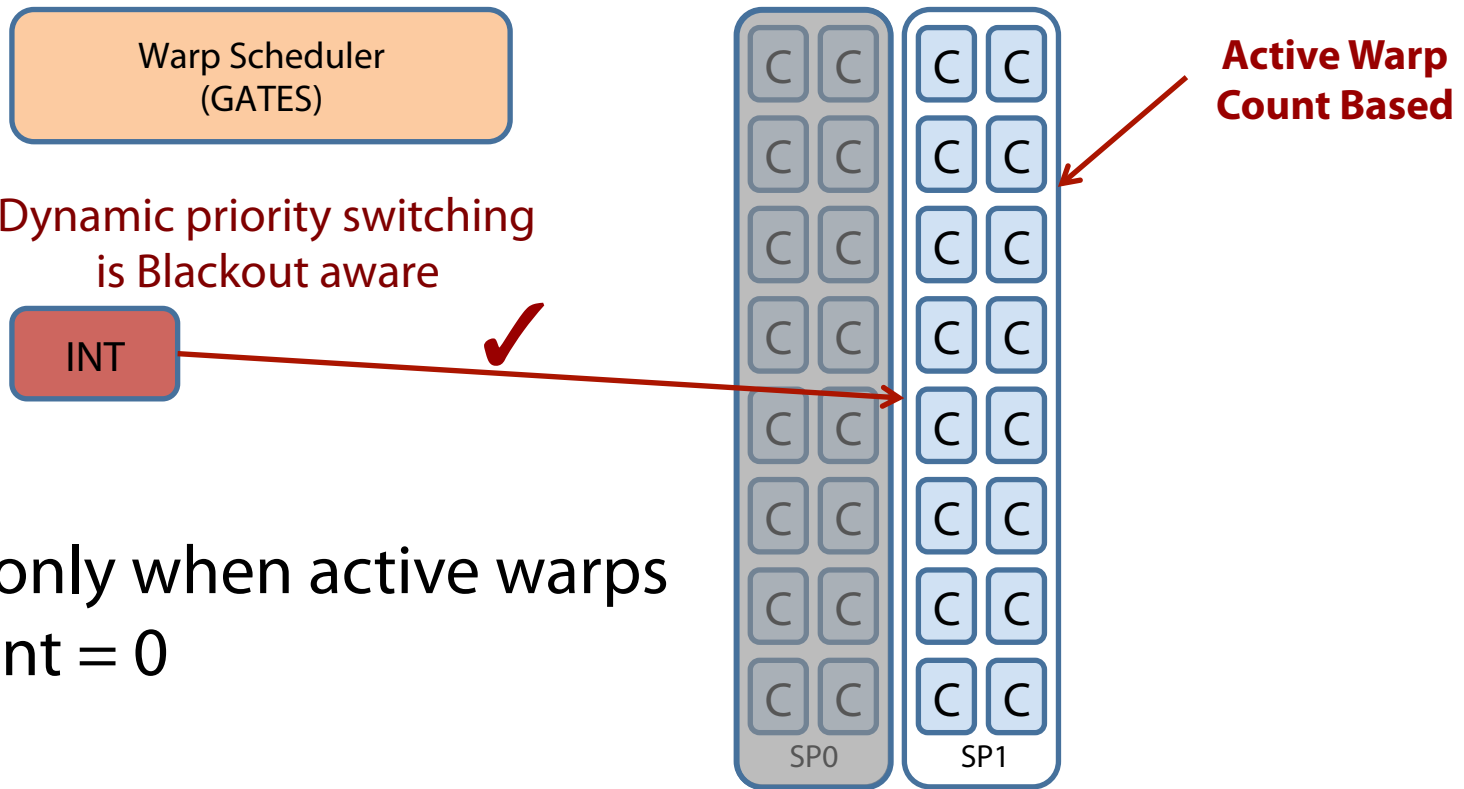 Warp Scheduler
(GATES)
Active Warp
Count Based
Dynamic priority switching
is Blackout aware
INT
only when active warps
nt = 0
C C C C
C C C C
C C C C
C C C C
C C C C
C C C C
C C C C
C C C C
SP0 SP1